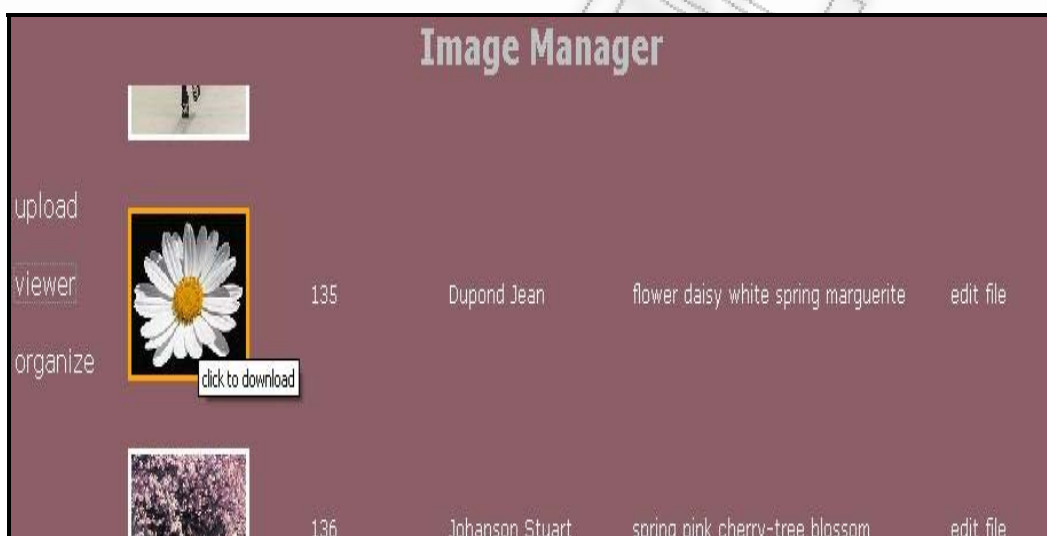 Image Manager
upload
viewer
organize
135 Dupond Jean flower daisy white spring marguerite edit file
click to download
136 Johanson Stuart spring pink cherry-tree blossom edit file